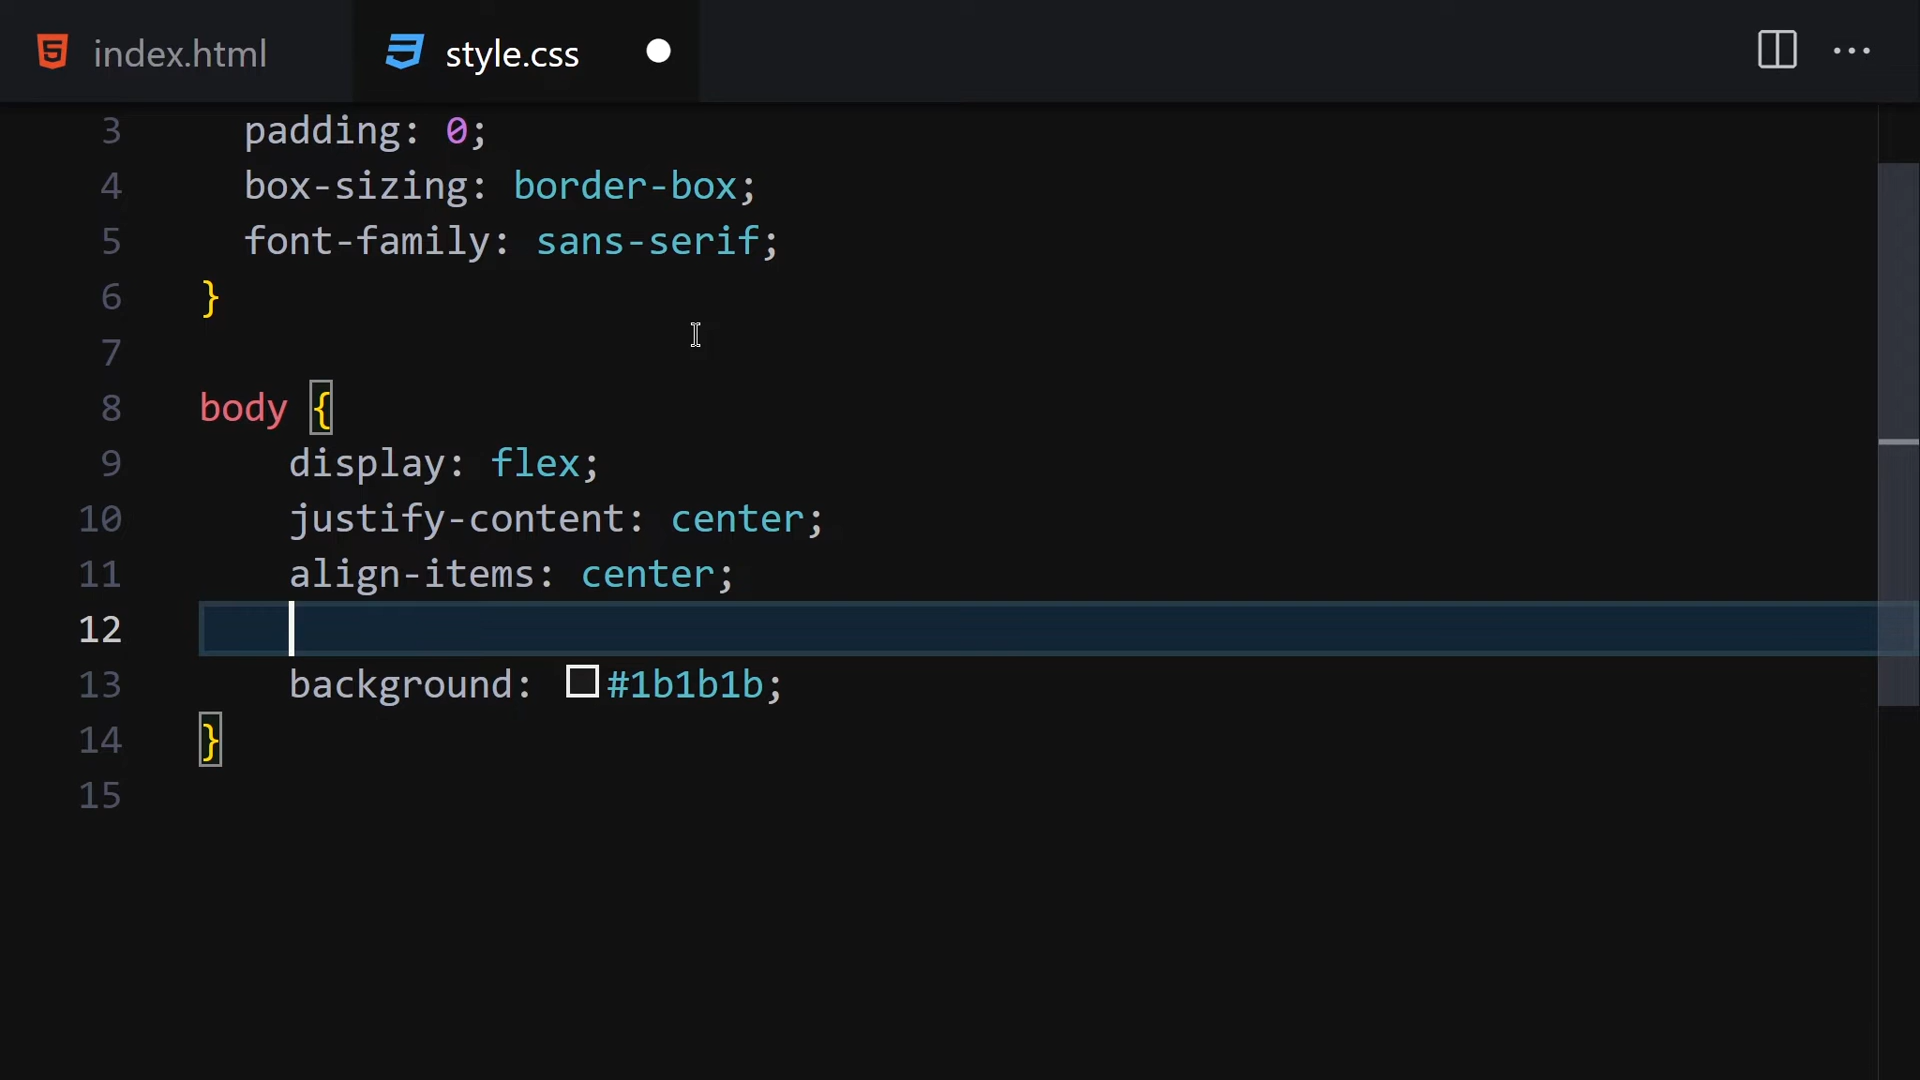 index.html
style.css
3 padding: 0;
4 box-sizing: border-box;
5 font-family: sans-serif;
6 }
7
8 body {
9 display: flex;
10 justify-content: center;
11 align-items: center;
12
13 background: #1b1b1b;
14 }
15